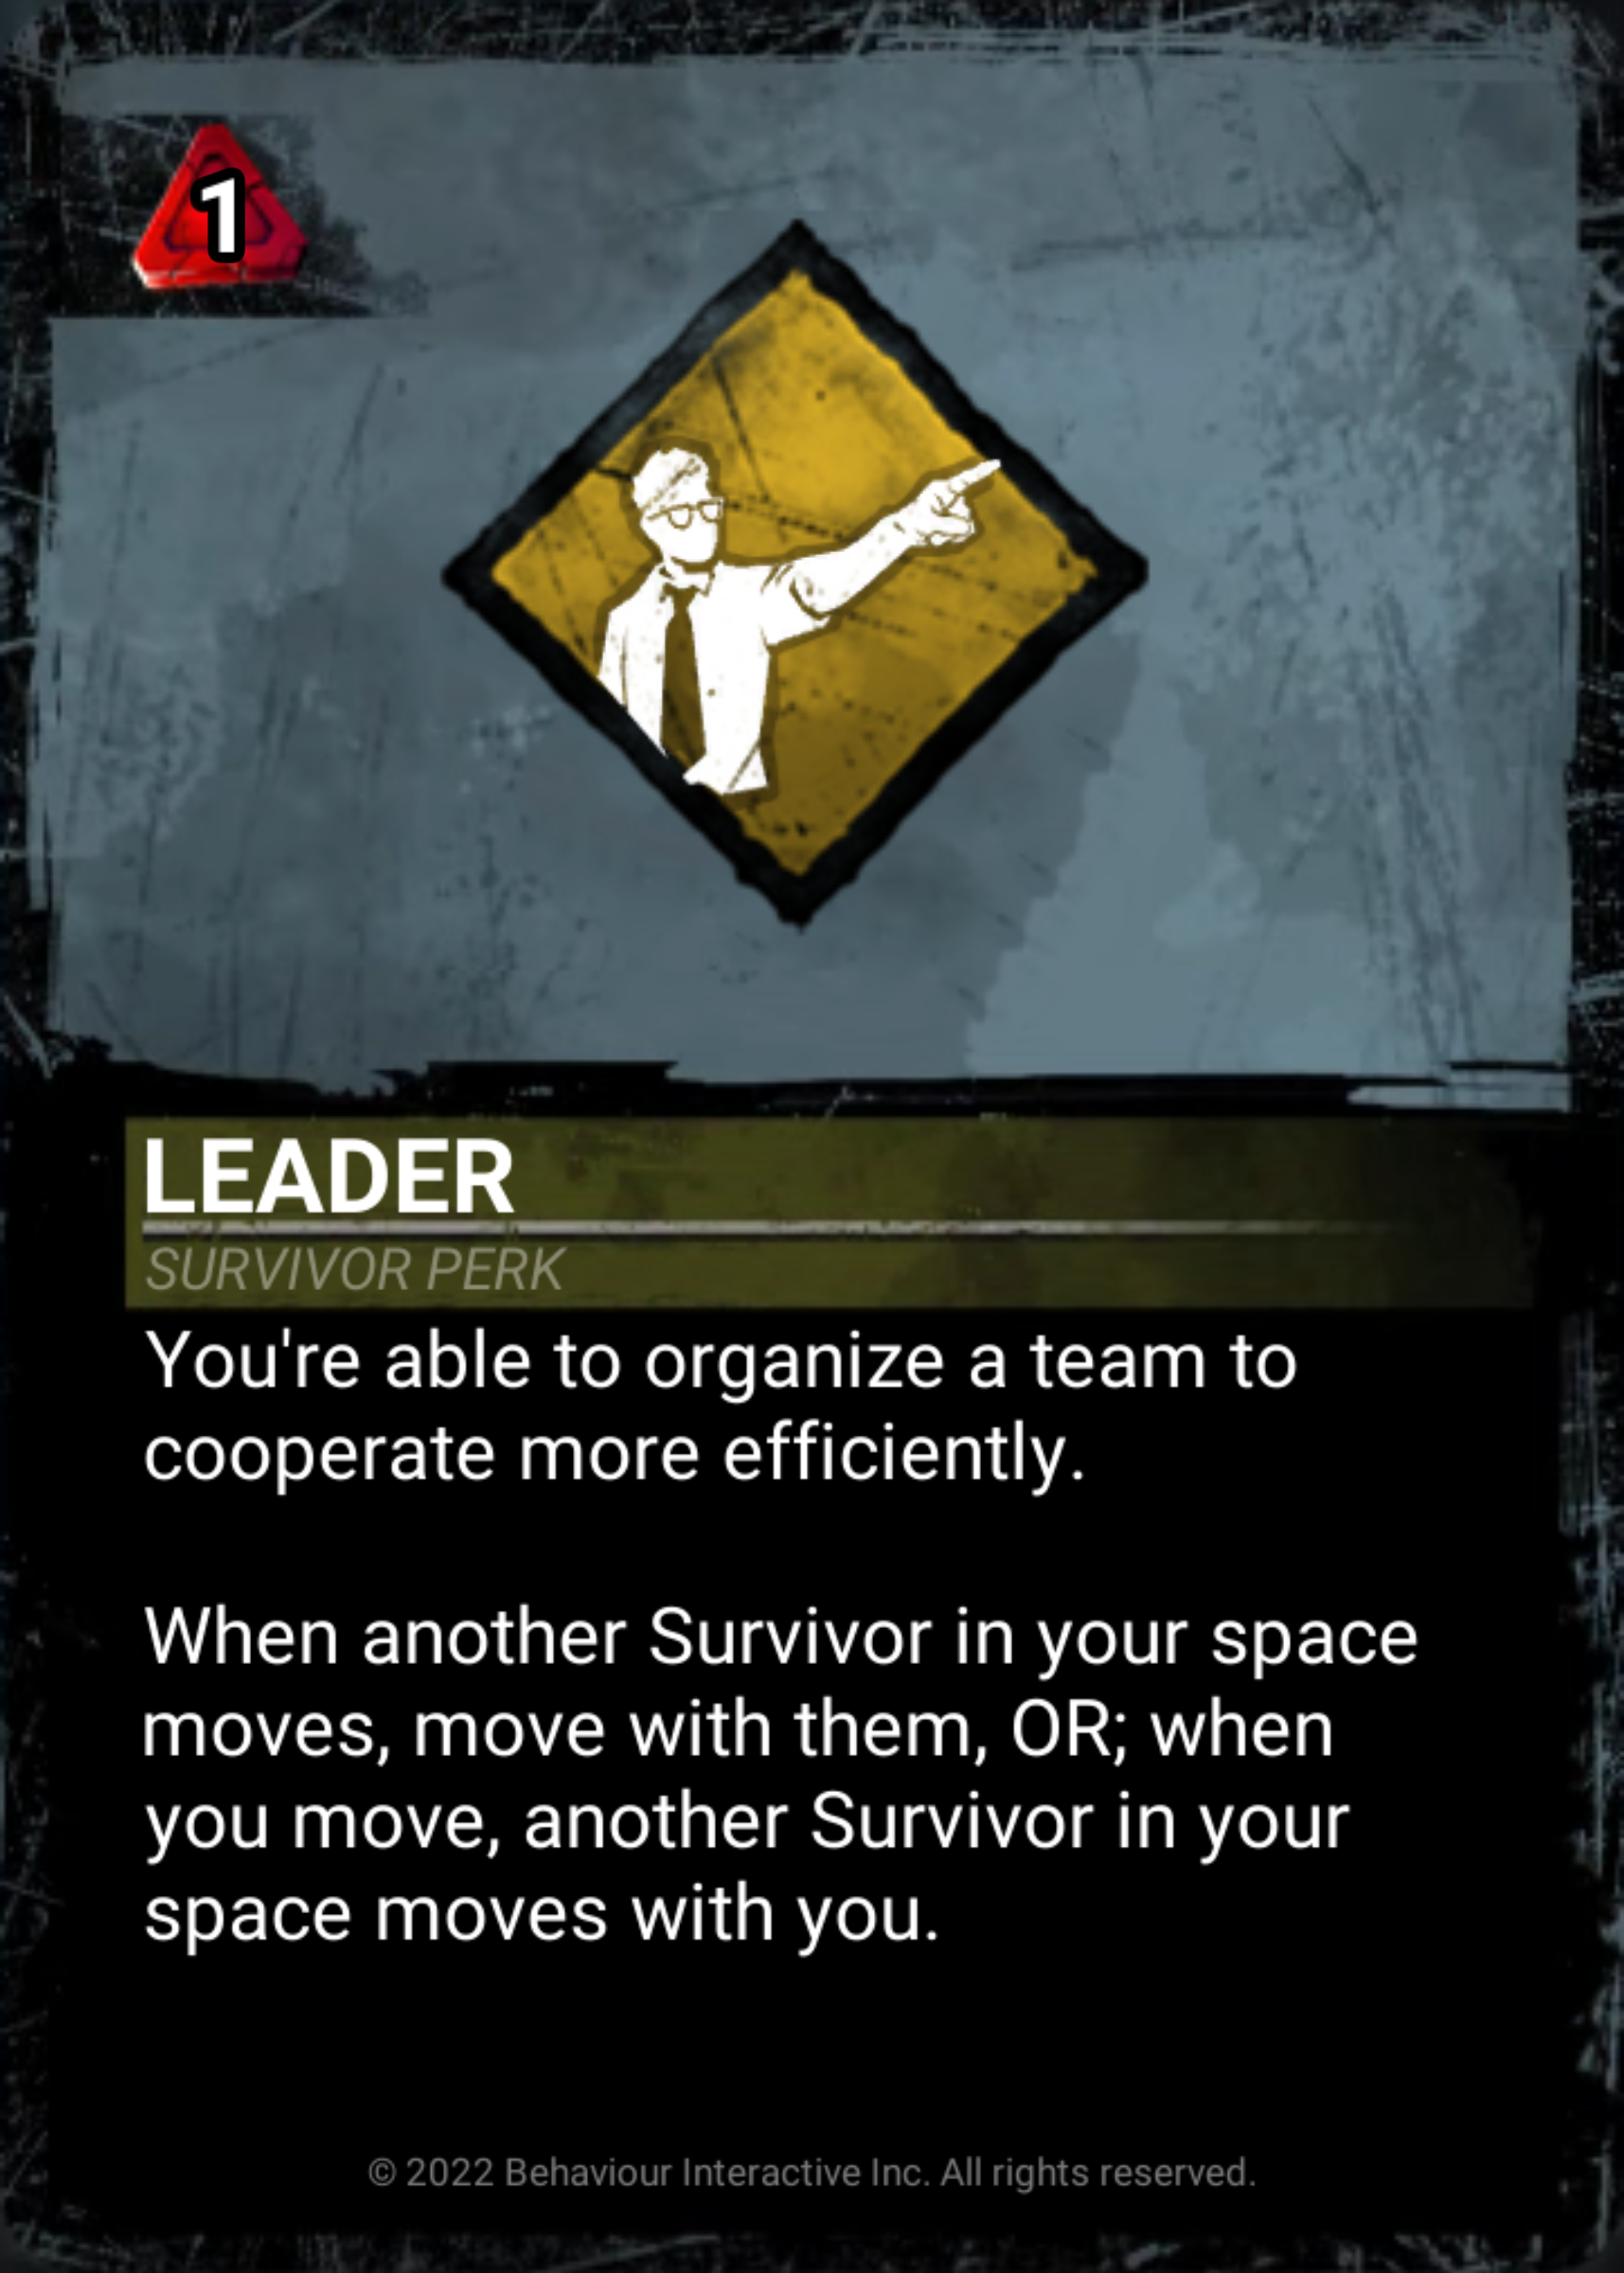 1
LEADER
SURVIVOR PERK
You're able to organize a team to
cooperate more efficiently.
When another Survivor in your space
moves, move with them, OR; when
you move, another Survivor in your
space moves with you.
© 2022 Behaviour Interactive Inc. All rights reserved.